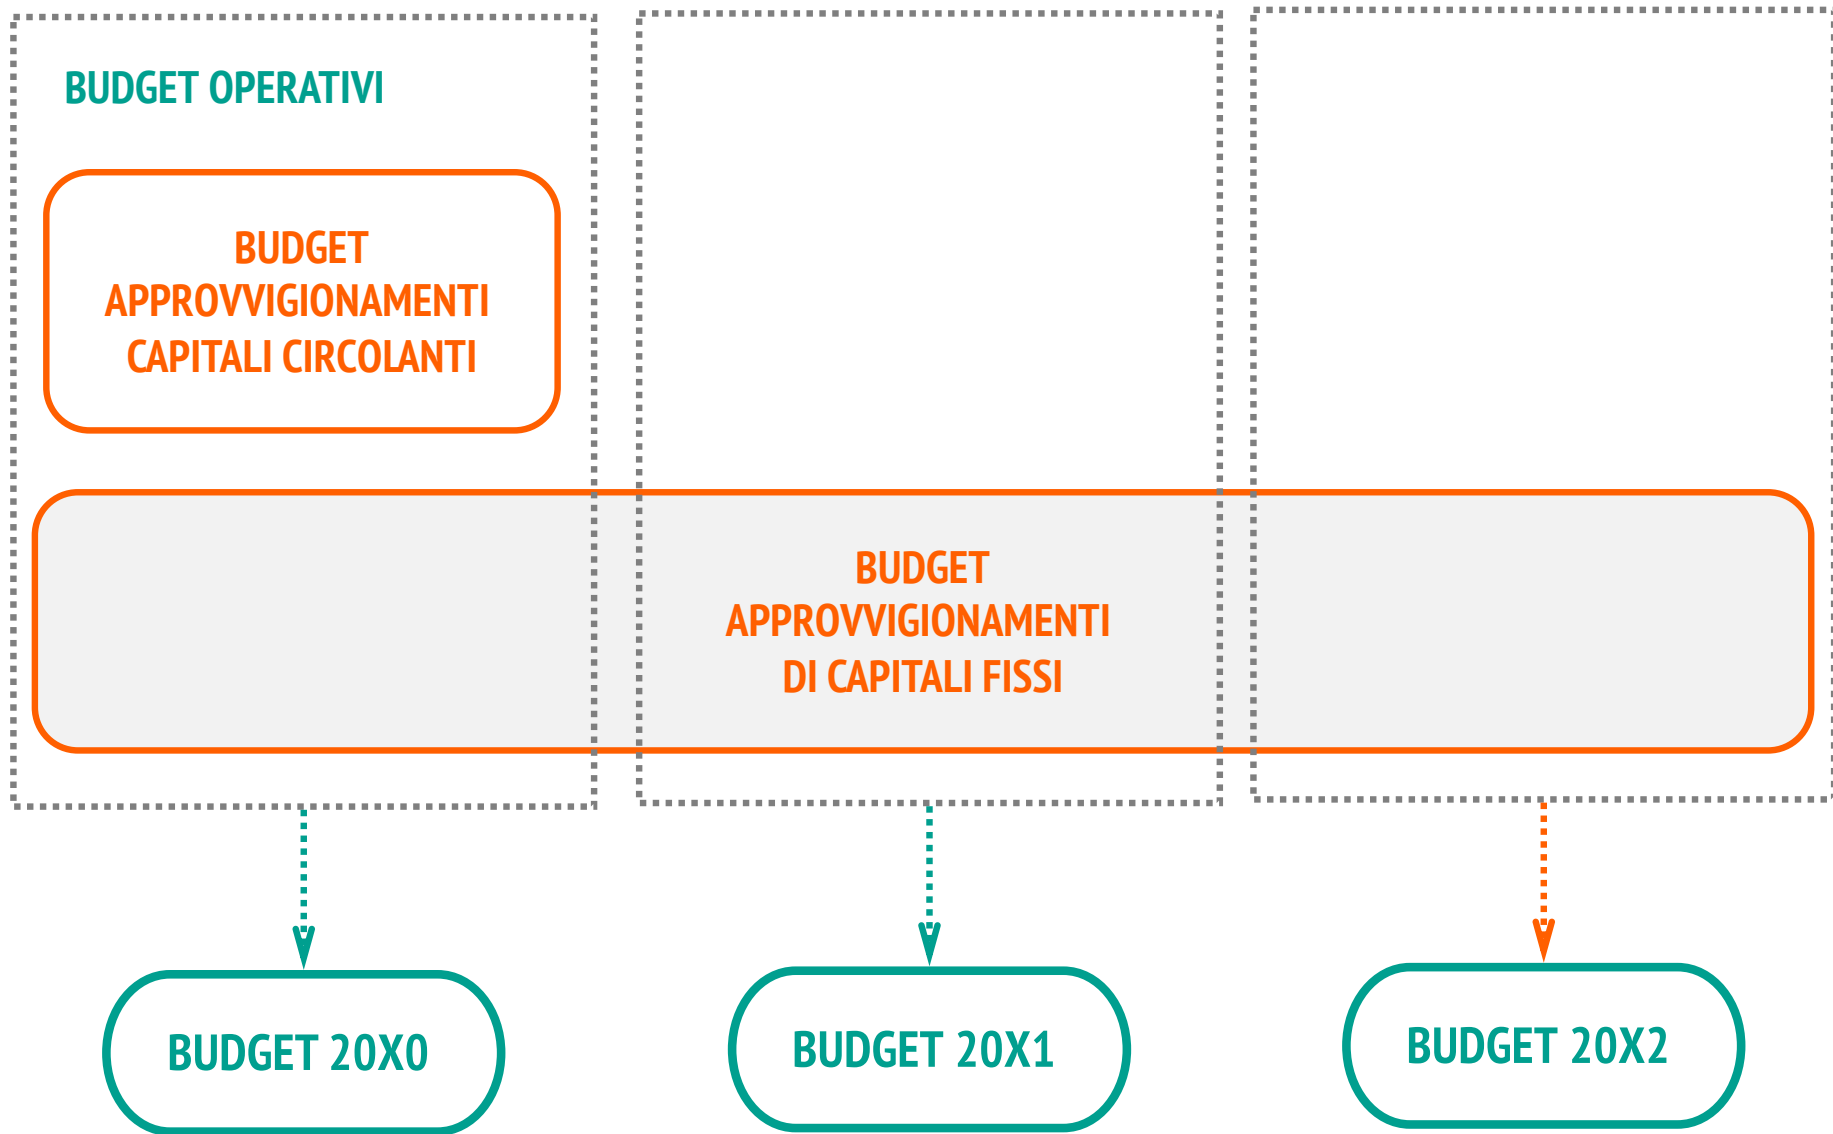 BUDGET OPERATIVI
BUDGET
APPROVVIGIONAMENTI
CAPITALI CIRCOLANTI
BUDGET
APPROVVIGIONAMENTI
DI CAPITALI FISSI
BUDGET 20X0
BUDGET 20X1
BUDGET 20X2